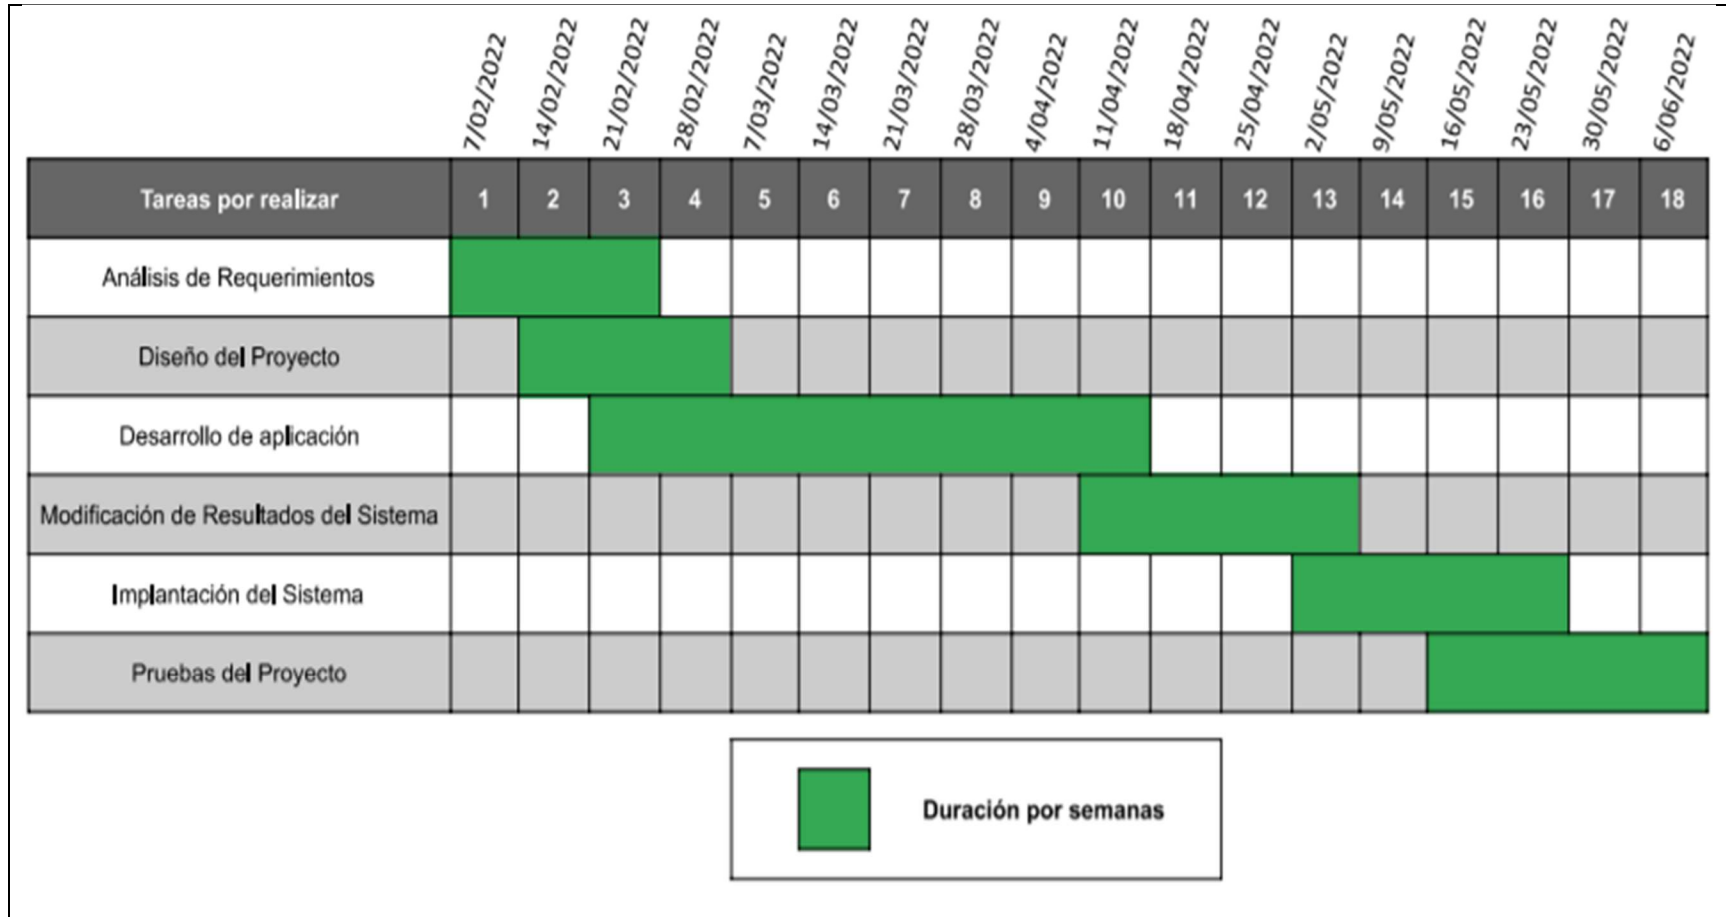 7/02/2022 14/02/2022 21/02/2022 28/02/2022 7/03/2022 14/03/2022 21/03/2022 28/03/2022 4/04/2022 11/04/2022 18/04/2022 25/04/2022 2/05/2022 9/05/2022 16/05/2022 23/05/2022 30/05/2022 6/06/2022
Tareas por realizar 1 2 3 4 5 6 7 8 9 10 11 12 13 14 15 16 17 18
Análisis de Requerimientos
Diseño del Proyecto
Desarrollo de aplicación
Modificación de Resultados del Sistema
Implantación del Sistema
Pruebas del Proyecto
Duración por semanas